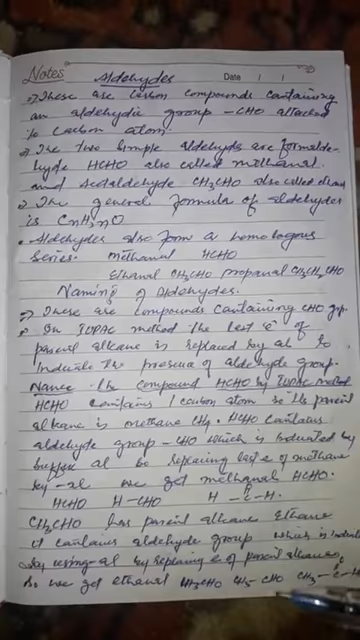 Notes Aldehydes Date / /
These are carbon compounds containing
an aldehydic group -CHO attached
to carbon atom.
The two simple aldehydes are formalde-
hyde HCHO also called methanal.
and Acetaldehyde CH3CHO also called
The general formula of aldehydes
is CnH2nO
Aldehydes also form a homologous
series. methanal HCHO
Ethanal CH3CHO propanal CH3CH2CHO
Naming of Aldehydes.
These are compounds containing CHO gp.
In IUPAC method the last 'e' of
parent alkane is replaced by al to
indicate the presence of aldehyde group.
Name the compound HCHO by IUPAC method
HCHO contains 1 carbon atom so the parent
alkane is methane CH4. HCHO contains
aldehyde group -CHO which is indicated by
suffix al so replacing last e of methane
by -al we get methanal HCHO.
HCHO H-CHO H-C-H. O
CH3CHO has parent alkane Ethane
it contains aldehyde group which is
by using-al by replacing e of parent alkane
so we get ethanal CH3CHO CH3-CHO CH3-C-H O